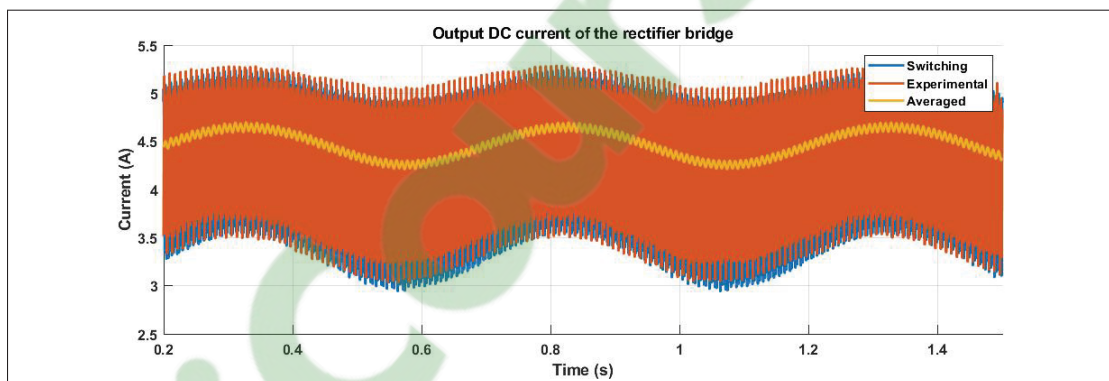 Output DC current of the rectifier bridge
5.5
5
4.5
4
3.5
3
2.5
Current (A)
Switching
Experimental
Averaged
0.2
0.4
0.6
0.8
1
1.2
1.4
Time (s)